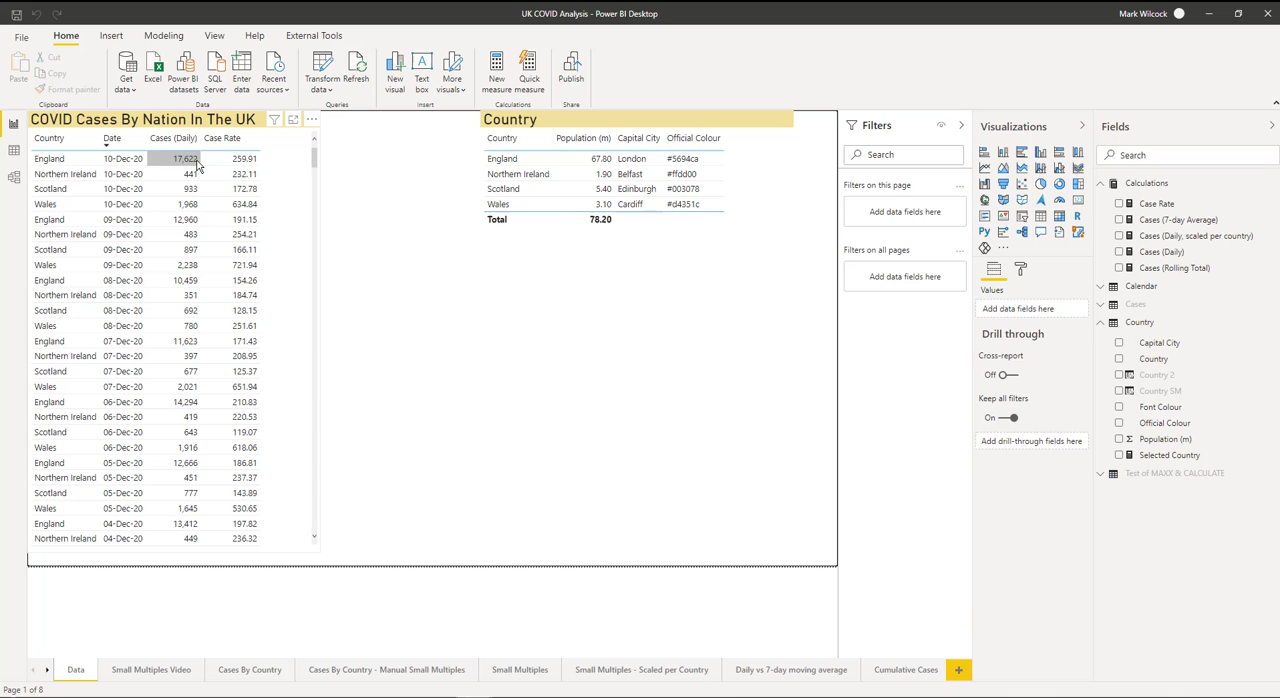 UK COVID Analysis - Power BI Desktop
Mark Wilcock
File Home Insert Modeling View Help External Tools
Paste
Cut
Copy
Format painter
Clipboard
Get data
Excel
Power BI datasets
SQL Server
Enter data
Recent sources
Data
Transform data
Refresh
Queries
New visual
Text box
More visuals
Insert
New measure
Quick measure
Calculations
Publish
Share
COVID Cases By Nation In The UK
Country Date Cases (Daily) Case Rate
England 10-Dec-20 17,622 259.91
Northern Ireland 10-Dec-20 441 232.11
Scotland 10-Dec-20 933 172.78
Wales 10-Dec-20 1,968 634.84
England 09-Dec-20 12,960 191.15
Northern Ireland 09-Dec-20 483 254.21
Scotland 09-Dec-20 897 166.11
Wales 09-Dec-20 2,238 721.94
England 08-Dec-20 10,459 154.26
Northern Ireland 08-Dec-20 351 184.74
Scotland 08-Dec-20 692 128.15
Wales 08-Dec-20 780 251.61
England 07-Dec-20 11,623 171.43
Northern Ireland 07-Dec-20 397 208.95
Scotland 07-Dec-20 677 125.37
Wales 07-Dec-20 2,021 651.94
England 06-Dec-20 14,294 210.83
Northern Ireland 06-Dec-20 419 220.53
Scotland 06-Dec-20 643 119.07
Wales 06-Dec-20 1,916 618.06
England 05-Dec-20 12,666 186.81
Northern Ireland 05-Dec-20 451 237.37
Scotland 05-Dec-20 777 143.89
Wales 05-Dec-20 1,645 530.65
England 04-Dec-20 13,412 197.82
Northern Ireland 04-Dec-20 449 236.32
Country
Country Population (m) Capital City Official Colour
England 67.80 London #5694ca
Northern Ireland 1.90 Belfast #ffdd00
Scotland 5.40 Edinburgh #003078
Wales 3.10 Cardiff #d4351c
Total 78.20
Filters
Search
Filters on this page ...
Add data fields here
Filters on all pages ...
Add data fields here
Visualizations
R
Py
...
Values
Add data fields here
Drill through
Cross-report
Off
Keep all filters
On
Add drill-through fields here
Fields
Search
Calculations
Case Rate
Cases (7-day Average)
Cases (Daily, scaled per country)
Cases (Daily)
Cases (Rolling Total)
Calendar
Cases
Country
Capital City
Country
Country 2
Country SM
Font Colour
Official Colour
Σ Population (m)
Selected Country
Test of MAXX & CALCULATE
Data
Small Multiples Video
Cases By Country
Cases By Country - Manual Small Multiples
Small Multiples
Small Multiples - Scaled per Country
Daily vs 7-day moving average
Cumulative Cases
+
Page 1 of 8